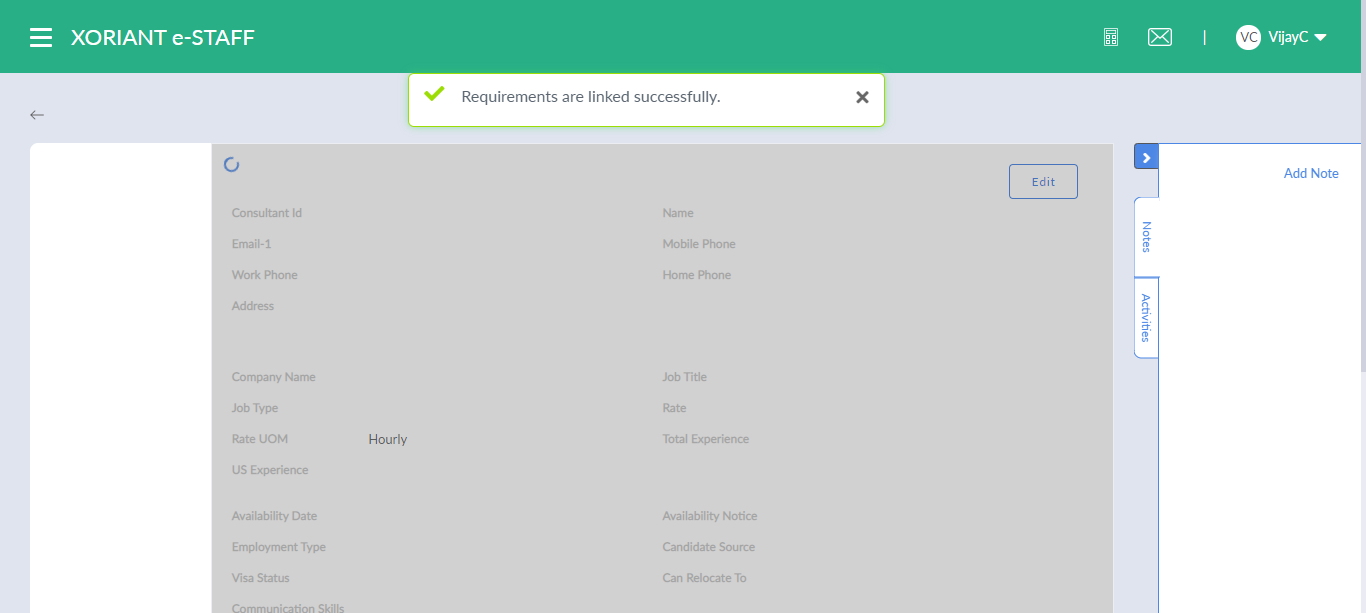 XORIANT e-STAFF
| VC VijayC
Requirements are linked successfully.
Edit
Add Note
Consultant Id Name
Email-1 Mobile Phone
Work Phone Home Phone
Address
Notes
Activities
Company Name Job Title
Job Type Rate
Rate UOM Hourly Total Experience
US Experience
Availability Date Availability Notice
Employment Type Candidate Source
Visa Status Can Relocate To
Communication Skills